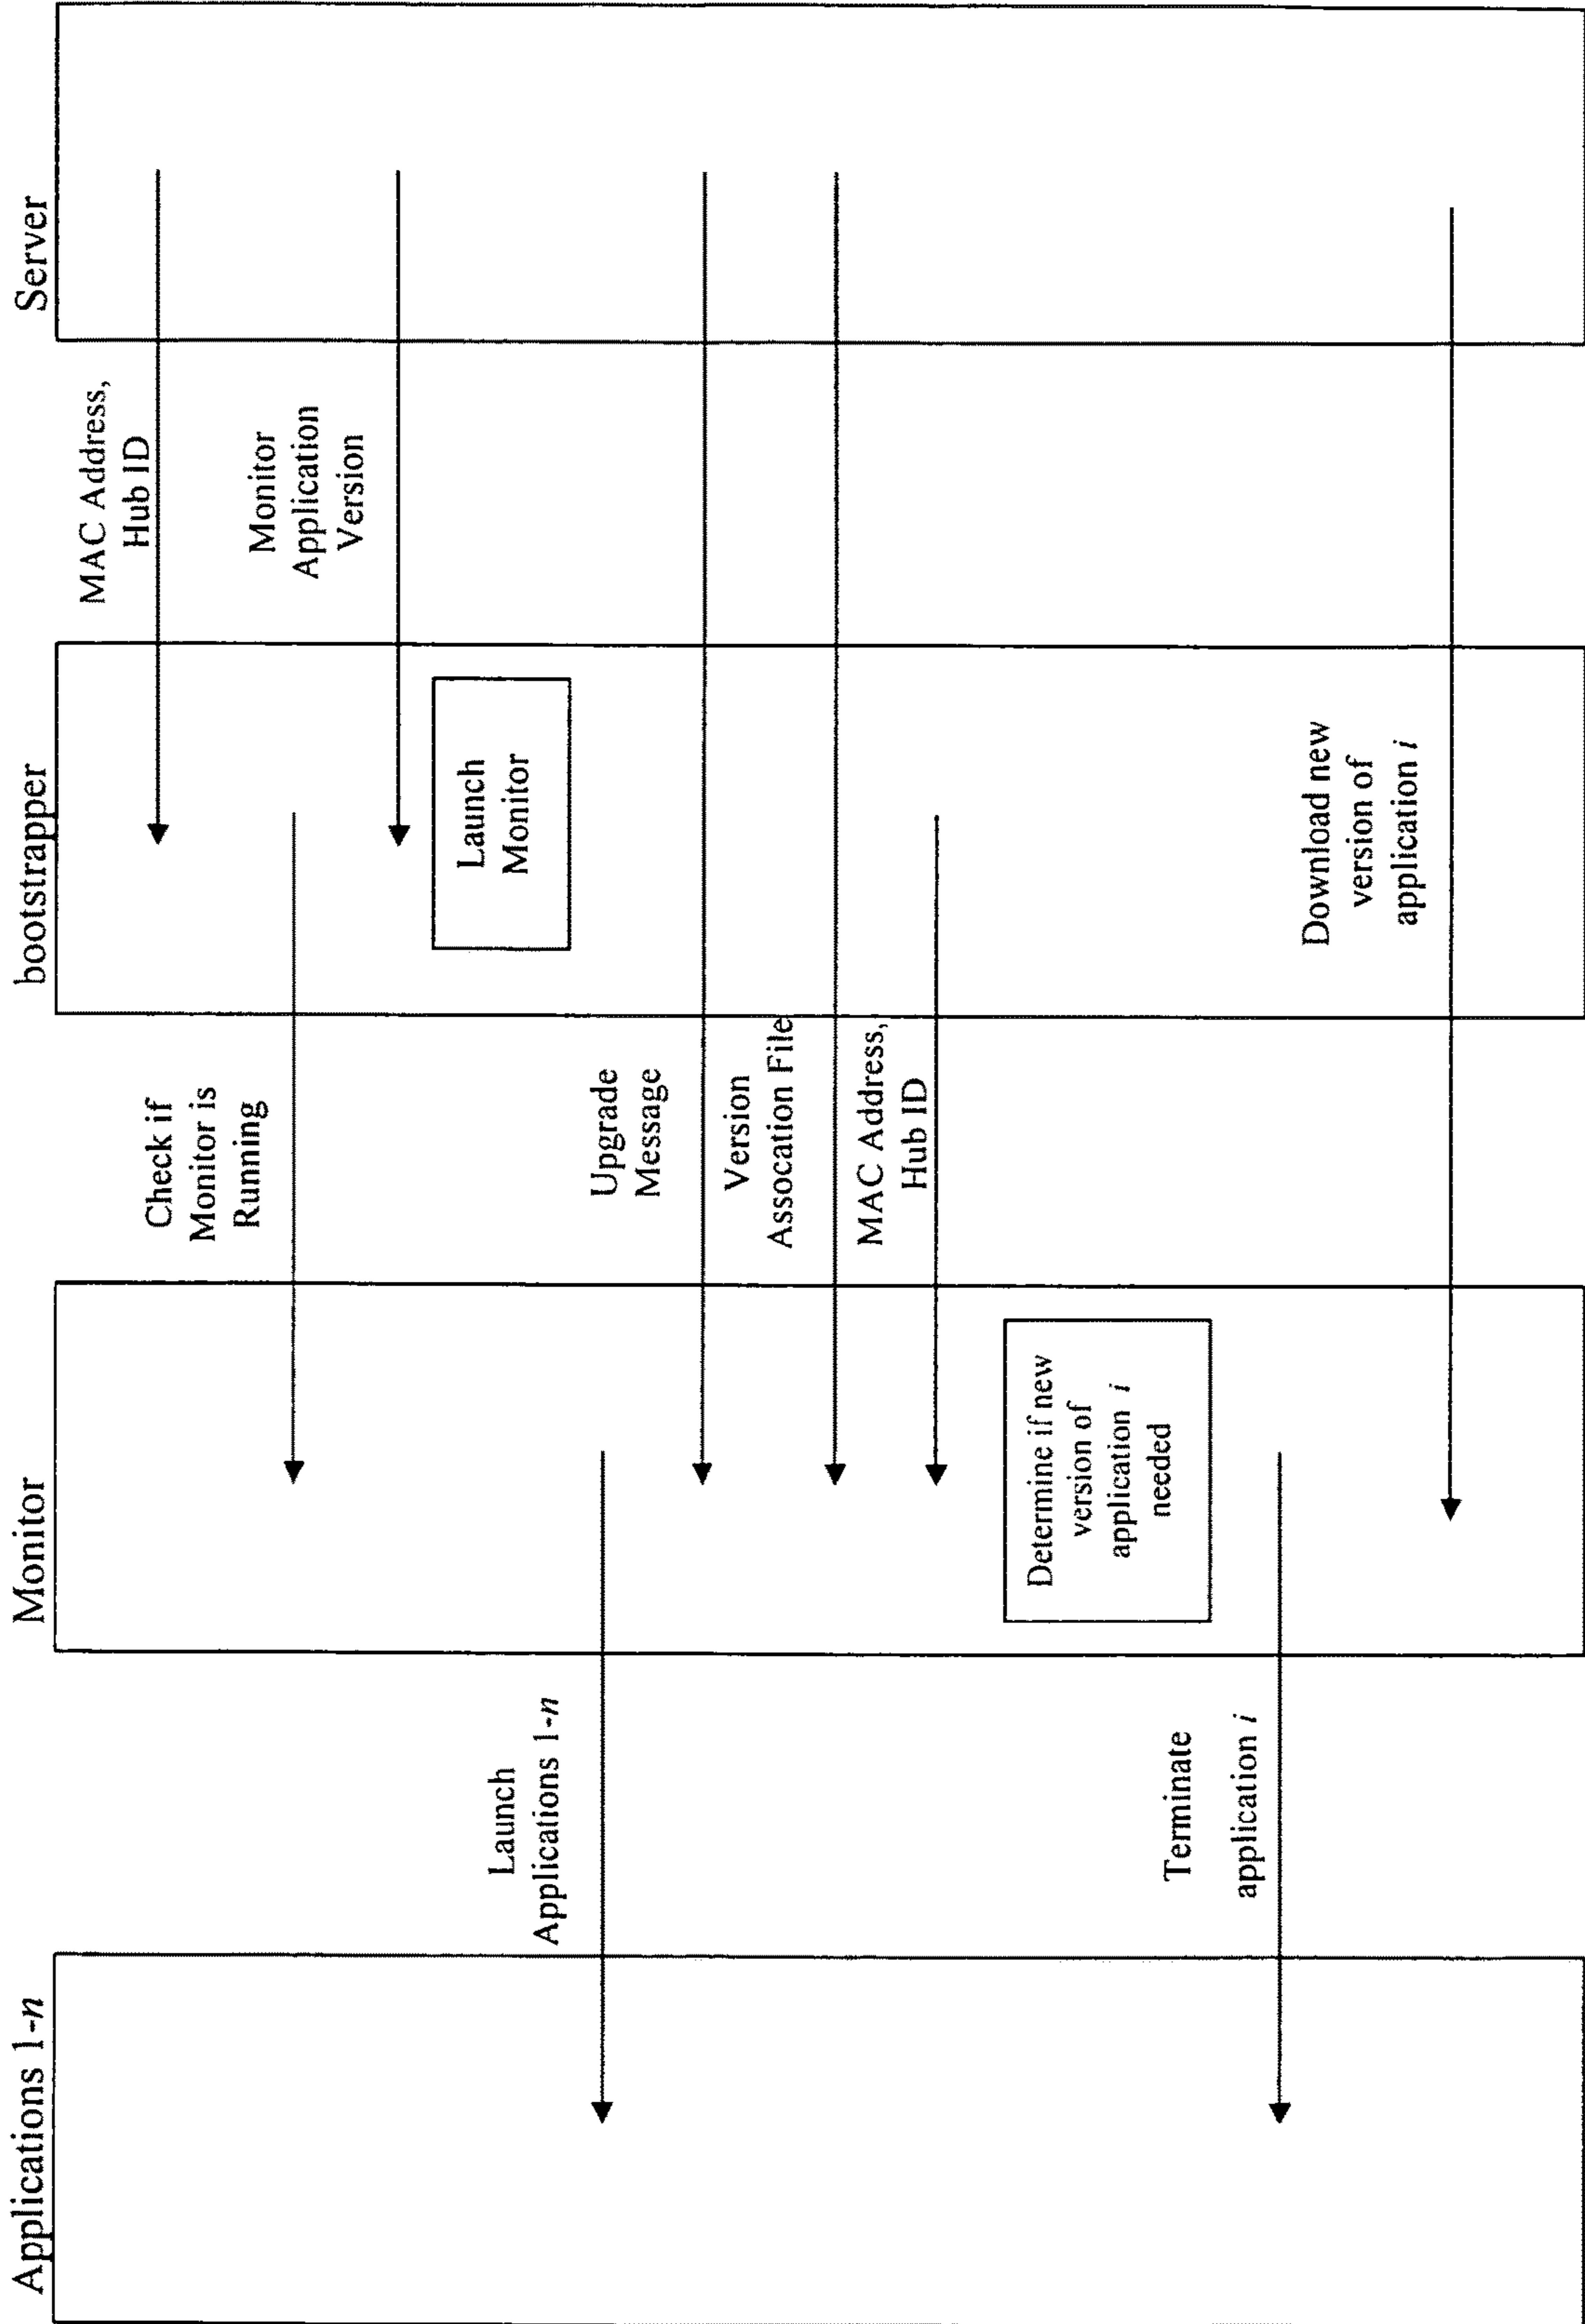 Applications 1-n
Monitor
bootstrapper
Server
MAC Address,
Hub ID
Check if
Monitor is
Running
Monitor
Application
Version
Launch
Monitor
Launch
Applications 1-n
Upgrade
Message
Version
Assocation File
MAC Address,
Hub ID
Determine if new
version of
application i
needed
Terminate
application i
Download new
version of
application i